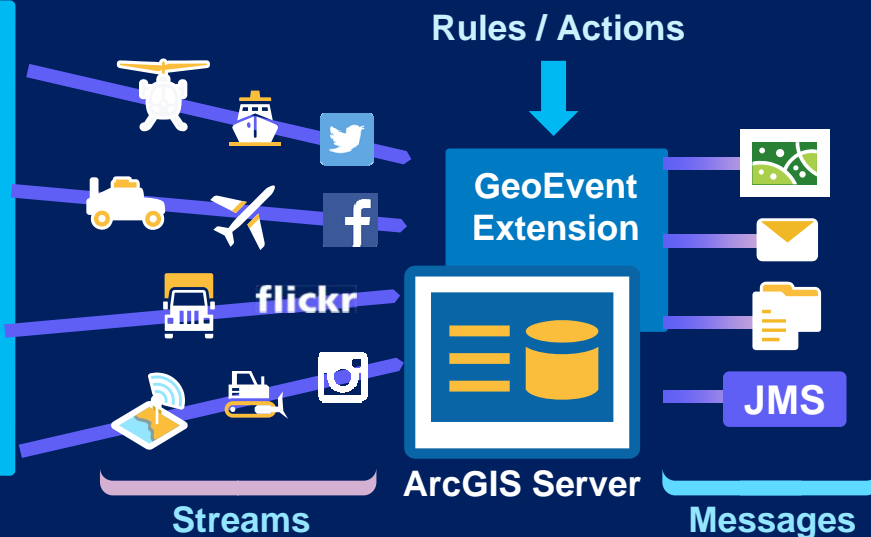 Rules / Actions
GeoEvent
Extension
flickr
JMS
ArcGIS Server
Streams
Messages